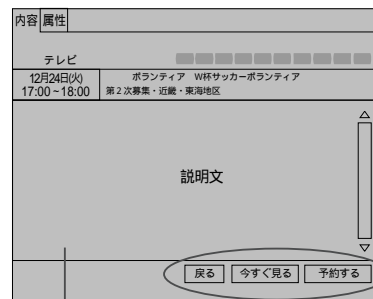 内容 属性
テレビ
12月24日(火) ボランティア W杯サッカーボランティア
17:00~18:00 第2次募集・近畿・東海地区
説明文
戻る 今すぐ見る 予約する